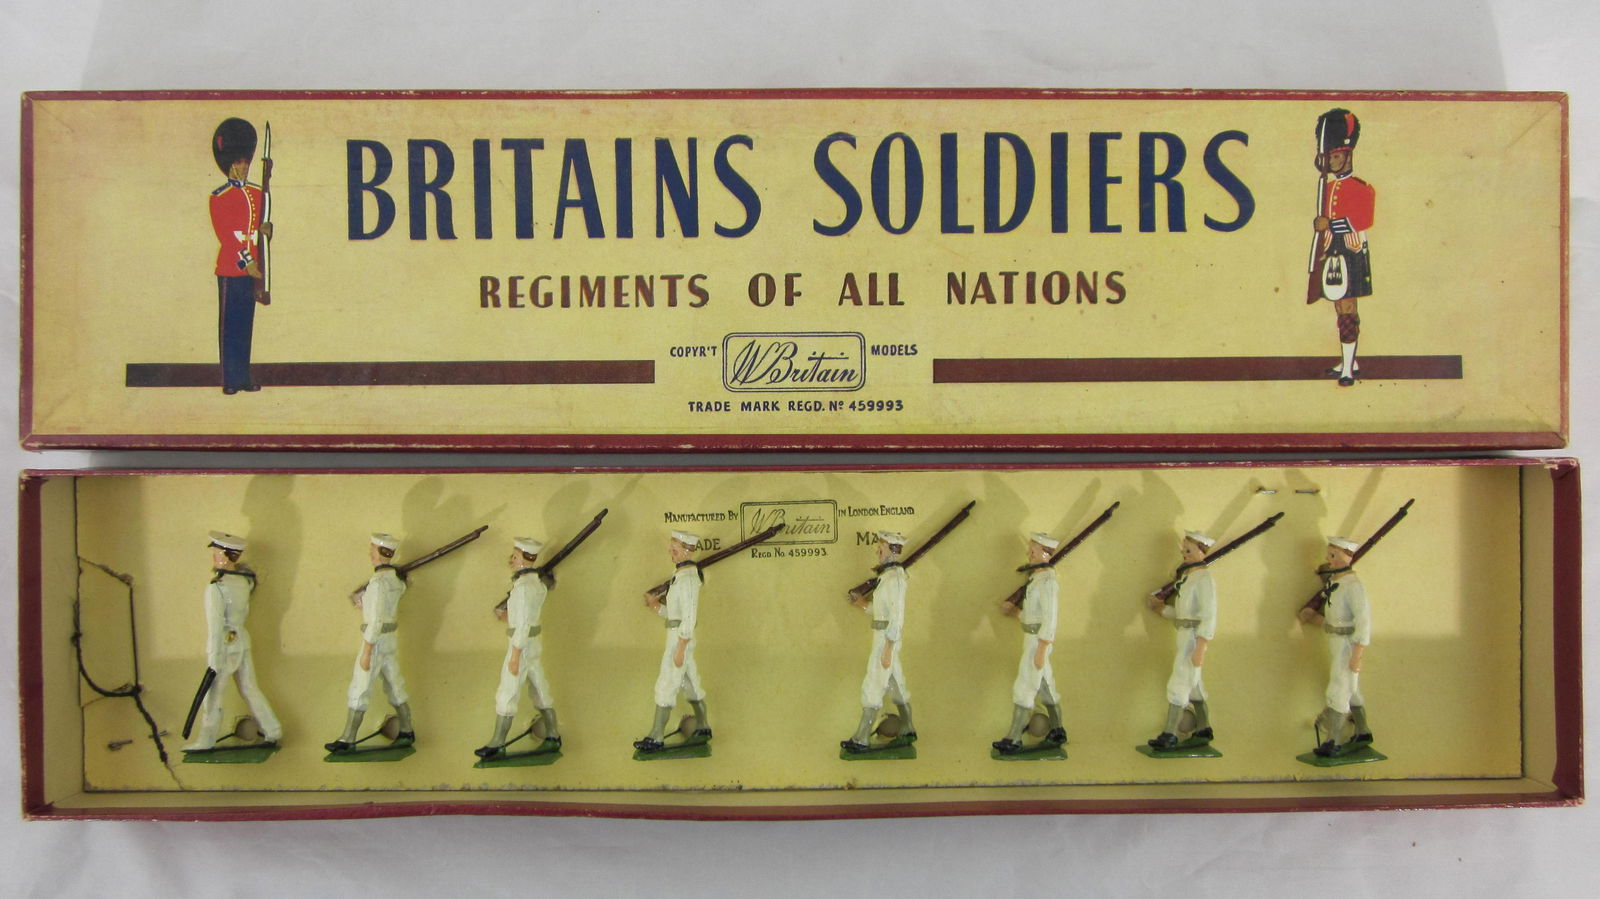 BRITAINS SOLDIERS
REGIMENTS OF ALL NATIONS
COPYR'T W Britain MODELS
TRADE MARK REGD. Nº 459993
MANUFACTURED BY W Britain IN LONDON ENGLAND
REGD No. 459993